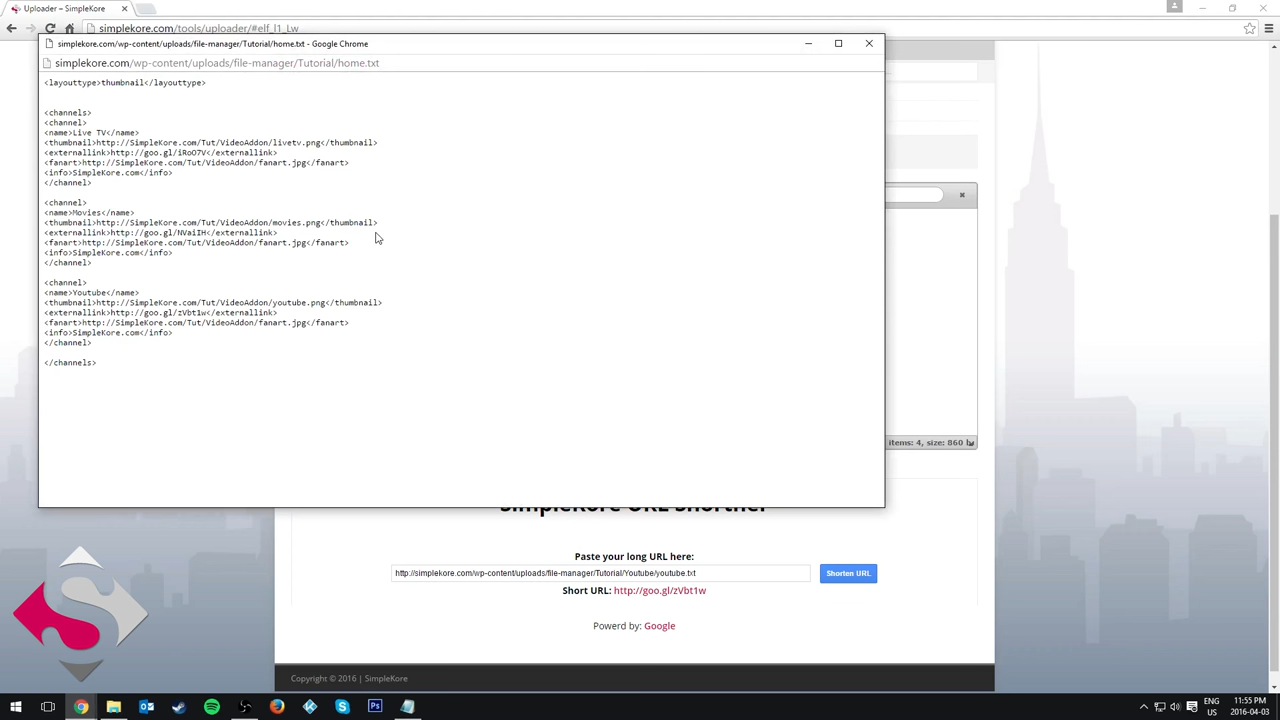 Uploader – SimpleKore
simplekore.com/tools/uploader/#elf_l1_Lw
simplekore.com/wp-content/uploads/file-manager/Tutorial/home.txt - Google Chrome
simplekore.com/wp-content/uploads/file-manager/Tutorial/home.txt
<layouttype>thumbnail</layouttype>
<channels>
<channel>
<name>Live TV</name>
<thumbnail>http://SimpleKore.com/Tut/VideoAddon/livetv.png</thumbnail>
<externallink>http://goo.gl/iRoO7V</externallink>
<fanart>http://SimpleKore.com/Tut/VideoAddon/fanart.jpg</fanart>
<info>SimpleKore.com</info>
</channel>
<channel>
<name>Movies</name>
<thumbnail>http://SimpleKore.com/Tut/VideoAddon/movies.png</thumbnail>
<externallink>http://goo.gl/NVaiIH</externallink>
<fanart>http://SimpleKore.com/Tut/VideoAddon/fanart.jpg</fanart>
<info>SimpleKore.com</info>
</channel>
<channel>
<name>Youtube</name>
<thumbnail>http://SimpleKore.com/Tut/VideoAddon/youtube.png</thumbnail>
<externallink>http://goo.gl/zVbt1w</externallink>
<fanart>http://SimpleKore.com/Tut/VideoAddon/fanart.jpg</fanart>
<info>SimpleKore.com</info>
</channel>
</channels>
items: 4, size: 860
SimpleKore URL Shortner
Paste your long URL here:
http://simplekore.com/wp-content/uploads/file-manager/Tutorial/Youtube/youtube.txt
Shorten URL
Short URL: http://goo.gl/zVbt1w
Powerd by: Google
Copyright © 2016 | SimpleKore
ENG
US
11:55 PM
2016-04-03